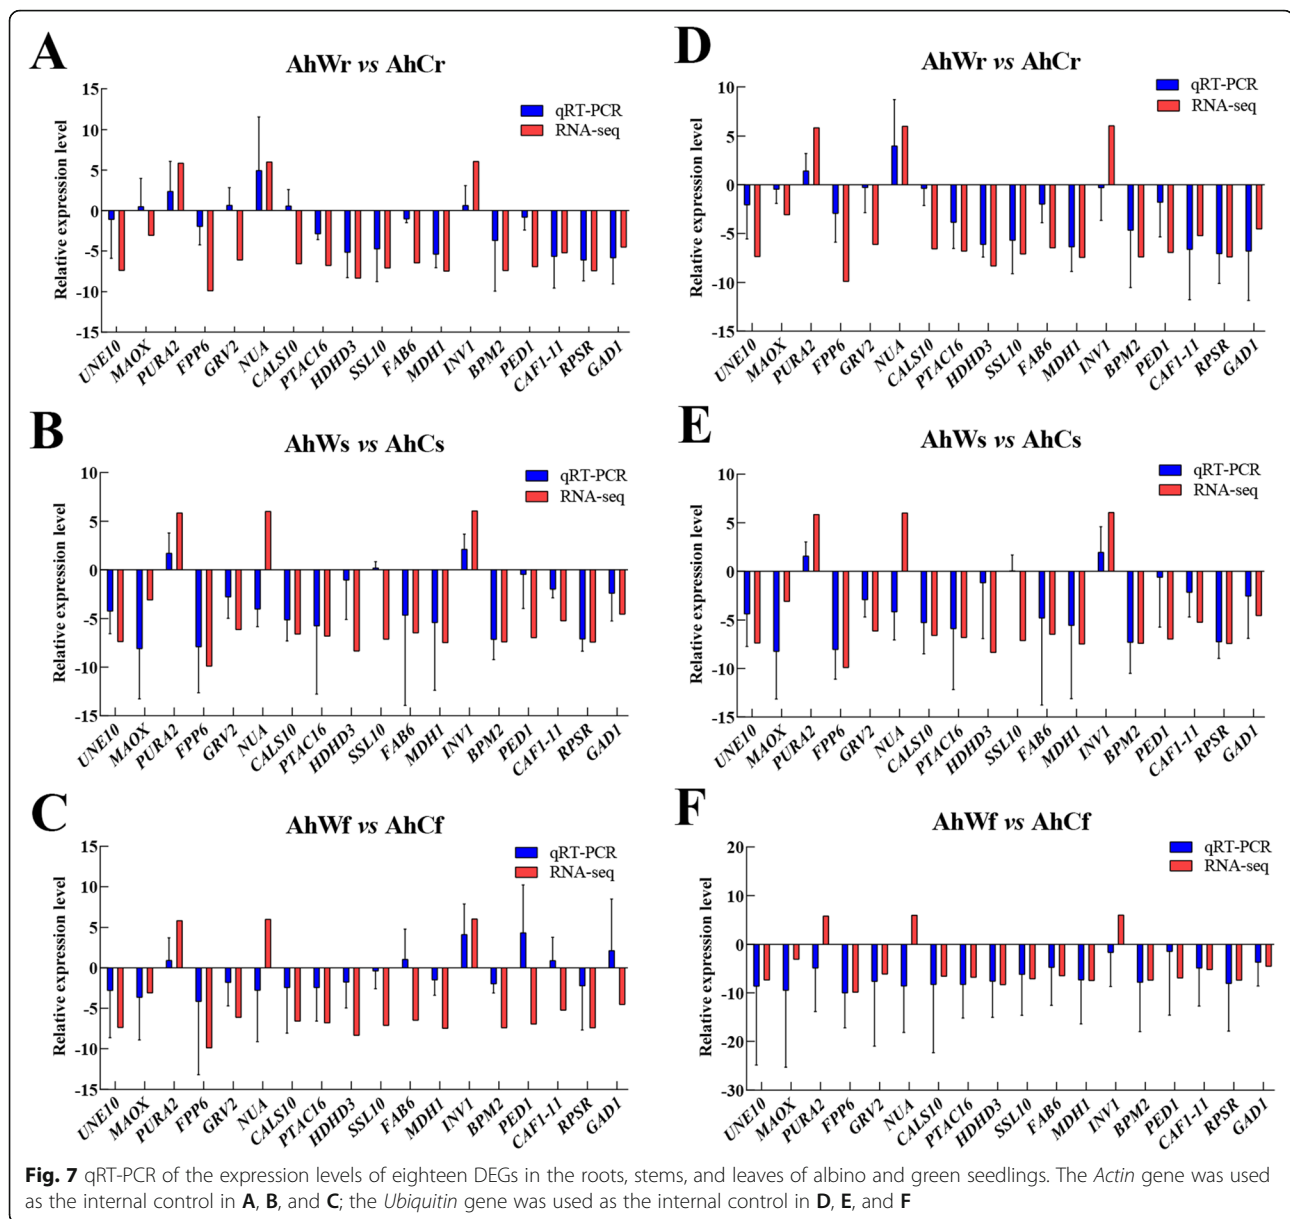 A
AhWr vs AhCr
qRT-PCR
RNA-seq
Relative expression level
15
10
5
0
-5
-10
-15
UNE10 MAOX PURA2 FPP6 GRV2 NUA CALS10 PTAC16 HDHD3 SSL10 FAB6 MDH1 INV1 BPM2 PED1 CAF1-11 RPSR GAD1
D
AhWr vs AhCr
qRT-PCR
RNA-seq
Relative expression level
10
5
0
-5
-10
-15
UNE10 MAOX PURA2 FPP6 GRV2 NUA CALS10 PTAC16 HDHD3 SSL10 FAB6 MDH1 INV1 BPM2 PED1 CAF1-11 RPSR GAD1
B
AhWs vs AhCs
qRT-PCR
RNA-seq
Relative expression level
10
5
0
-5
-10
-15
UNE10 MAOX PURA2 FPP6 GRV2 NUA CALS10 PTAC16 HDHD3 SSL10 FAB6 MDH1 INV1 BPM2 PED1 CAF1-11 RPSR GAD1
E
AhWs vs AhCs
qRT-PCR
RNA-seq
Relative expression level
10
5
0
-5
-10
-15
UNE10 MAOX PURA2 FPP6 GRV2 NUA CALS10 PTAC16 HDHD3 SSL10 FAB6 MDH1 INV1 BPM2 PED1 CAF1-11 RPSR GAD1
C
AhWf vs AhCf
qRT-PCR
RNA-seq
Relative expression level
15
10
5
0
-5
-10
-15
UNE10 MAOX PURA2 FPP6 GRV2 NUA CALS10 PTAC16 HDHD3 SSL10 FAB6 MDH1 INV1 BPM2 PED1 CAF1-11 RPSR GAD1
F
AhWf vs AhCf
qRT-PCR
RNA-seq
Relative expression level
20
10
0
-10
-20
-30
UNE10 MAOX PURA2 FPP6 GRV2 NUA CALS10 PTAC16 HDHD3 SSL10 FAB6 MDH1 INV1 BPM2 PED1 CAF1-11 RPSR GAD1
Fig. 7 qRT-PCR of the expression levels of eighteen DEGs in the roots, stems, and leaves of albino and green seedlings. The Actin gene was used
as the internal control in A, B, and C; the Ubiquitin gene was used as the internal control in D, E, and F